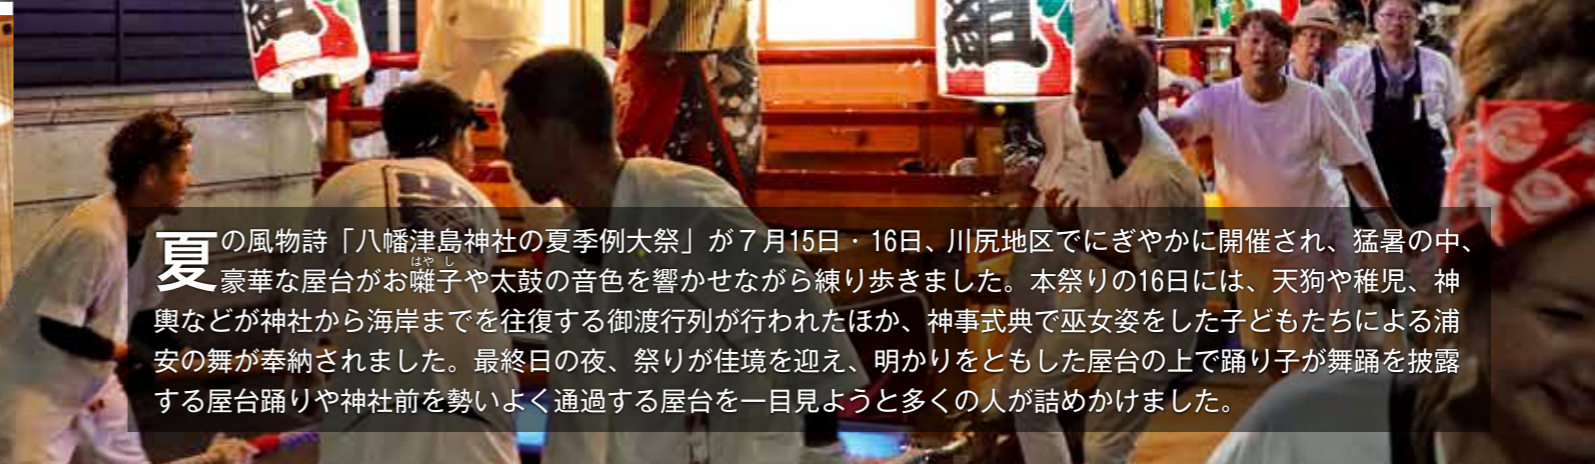 組
組
夏の風物詩「八幡津島神社の夏季例大祭」が７月15日・16日、川尻地区でにぎやかに開催され、猛暑の中、
はやし
豪華な屋台がお囃子や太鼓の音色を響かせながら練り歩きました。本祭りの16日には、天狗や稚児、神
輿などが神社から海岸までを往復する御渡行列が行われたほか、神事式典で巫女姿をした子どもたちによる浦
安の舞が奉納されました。最終日の夜、祭りが佳境を迎え、明かりをともした屋台の上で踊り子が舞踊を披露
する屋台踊りや神社前を勢いよく通過する屋台を一目見ようと多くの人が詰めかけました。